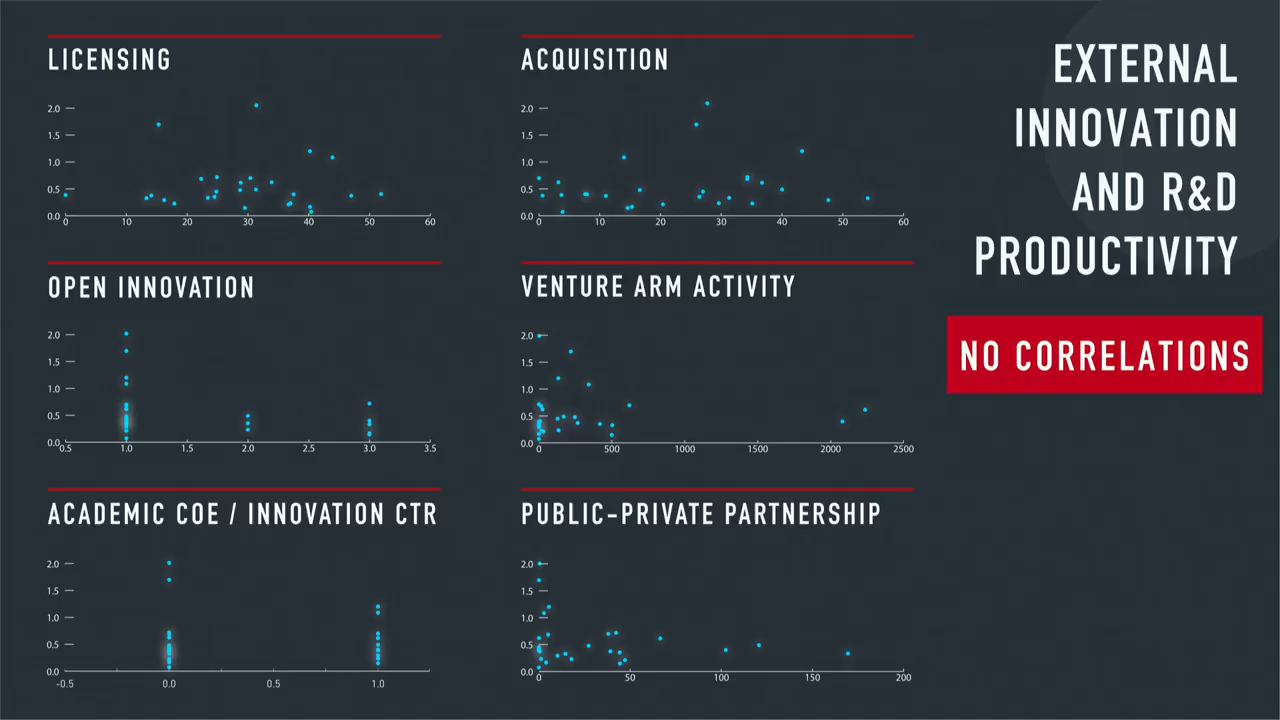 LICENSING
2.0
1.5
1.0
0.5
0.0
0 10 20 30 40 50 60
ACQUISITION
2.0
1.5
1.0
0.5
0.0
0 10 20 30 40 50 60
OPEN INNOVATION
2.0
1.5
1.0
0.5
0.0
0.5 1.0 1.5 2.0 2.5 3.0 3.5
VENTURE ARM ACTIVITY
2.0
1.5
1.0
0.5
0.0
0 500 1000 1500 2000 2500
ACADEMIC COE / INNOVATION CTR
2.0
1.5
1.0
0.5
0.0
-0.5 0.0 0.5 1.0
PUBLIC-PRIVATE PARTNERSHIP
2.0
1.5
1.0
0.5
0.0
0 50 100 150 200
EXTERNAL
INNOVATION
AND R&D
PRODUCTIVITY
NO CORRELATIONS